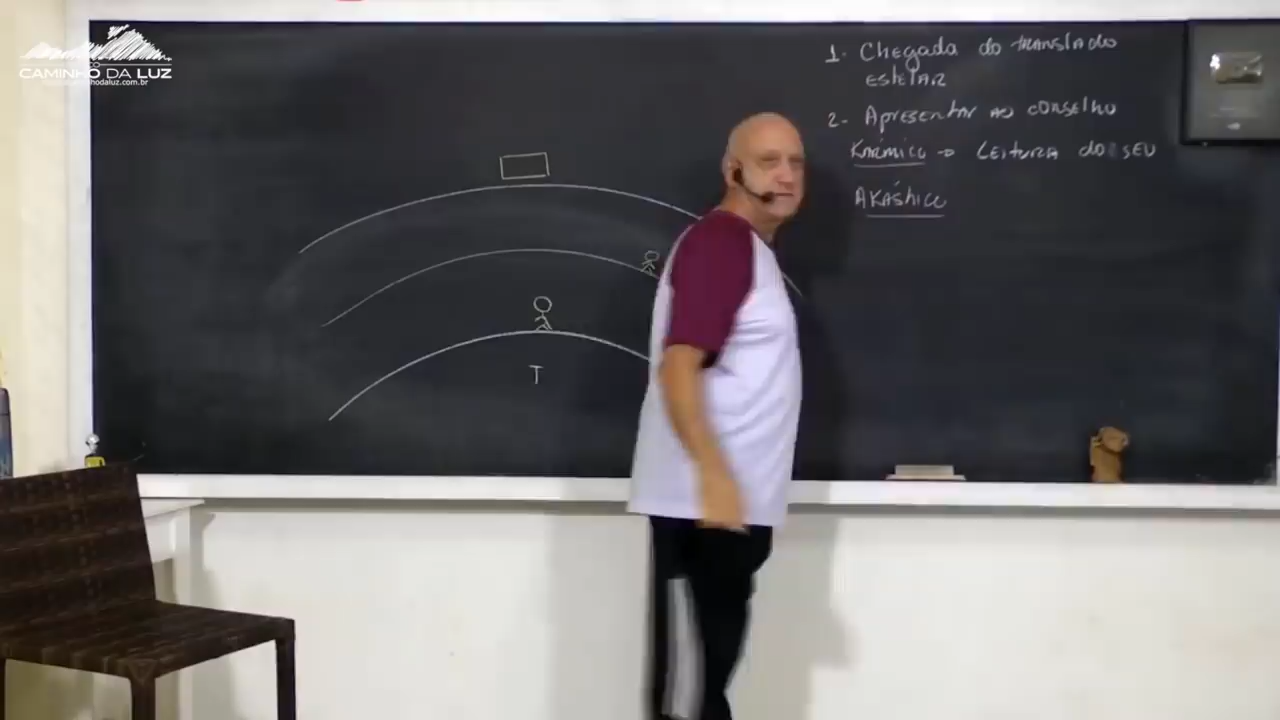 CAMINHO DA LUZ
1- Chegada do translado
estelar
2- Apresentar ao conselho
Kármico → Leitura do seu
Akáshico
T